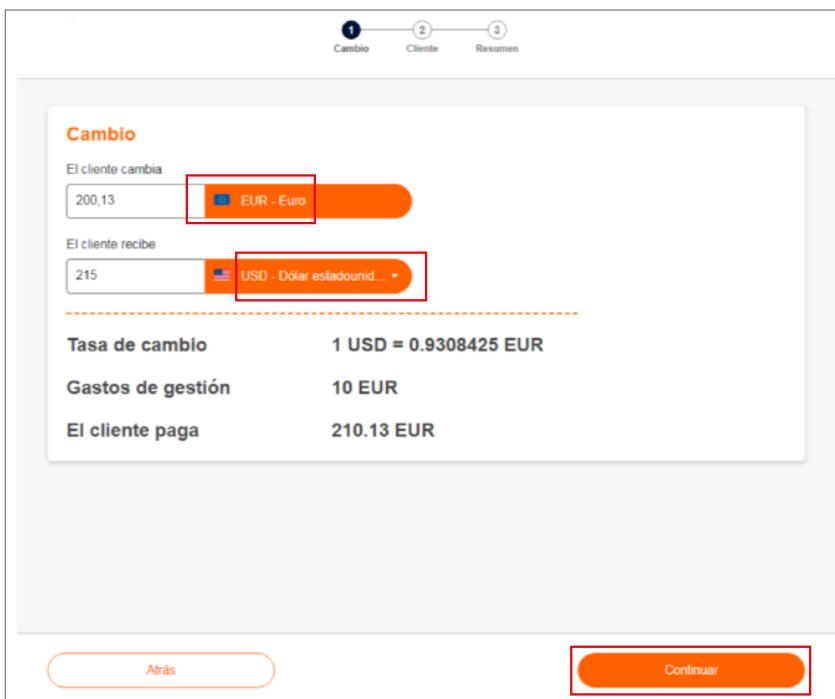 1 2 3
Cambio Cliente Resumen
Cambio
El cliente cambia
200,13 EUR - Euro
El cliente recibe
215 USD - Dólar estadounid...
Tasa de cambio 1 USD = 0.9308425 EUR
Gastos de gestión 10 EUR
El cliente paga 210.13 EUR
Atrás Continuar